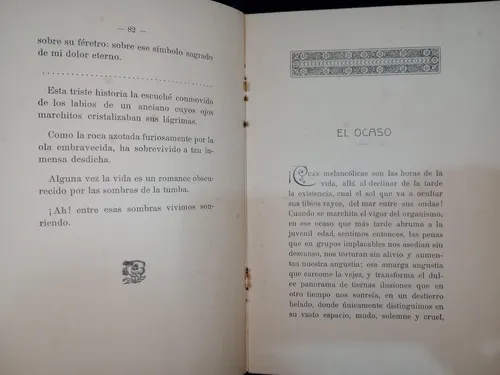 — 82 —
sobre su féretro: sobre ese símbolo sagrado
de mi dolor eterno.
Esta triste historia la escuché conmovido
de los labios de un anciano cuyos ojos
marchitos cristalizaban sus lágrimas.
Como la roca azotada furiosamente por la
ola embravecida, ha sobrevivido a tan
inmensa desdicha.
Alguna vez la vida es un romance obscu-
recido por las sombras de la tumba.
¡Ah! entre esas sombras vivimos son-
riendo.
EL OCASO
¡Cuán melancólicas son las horas de la
vida, allá al declinar de la tarde de
la existencia, cual el sol que va a ocultar
sus tibios rayes, del mar entre sus ondas!
Cuando se marchita el vigor del organismo,
en ese ocaso que más tarde abruma a la
juvenil edad, sentimos entonces, las penas
que en grupos implacables nos asedian sin
descanso, nos torturan sin alivio y aumen-
tan nuestra angustia; esa amarga angustia
que carcome la vejez, y transforma el dulce
panorama de tiernas ilusiones que en
otro tiempo nos sonreía, en un destierro
helado, donde únicamente distinguimos en
su vasto espacio, mudo, solemne y cruel,